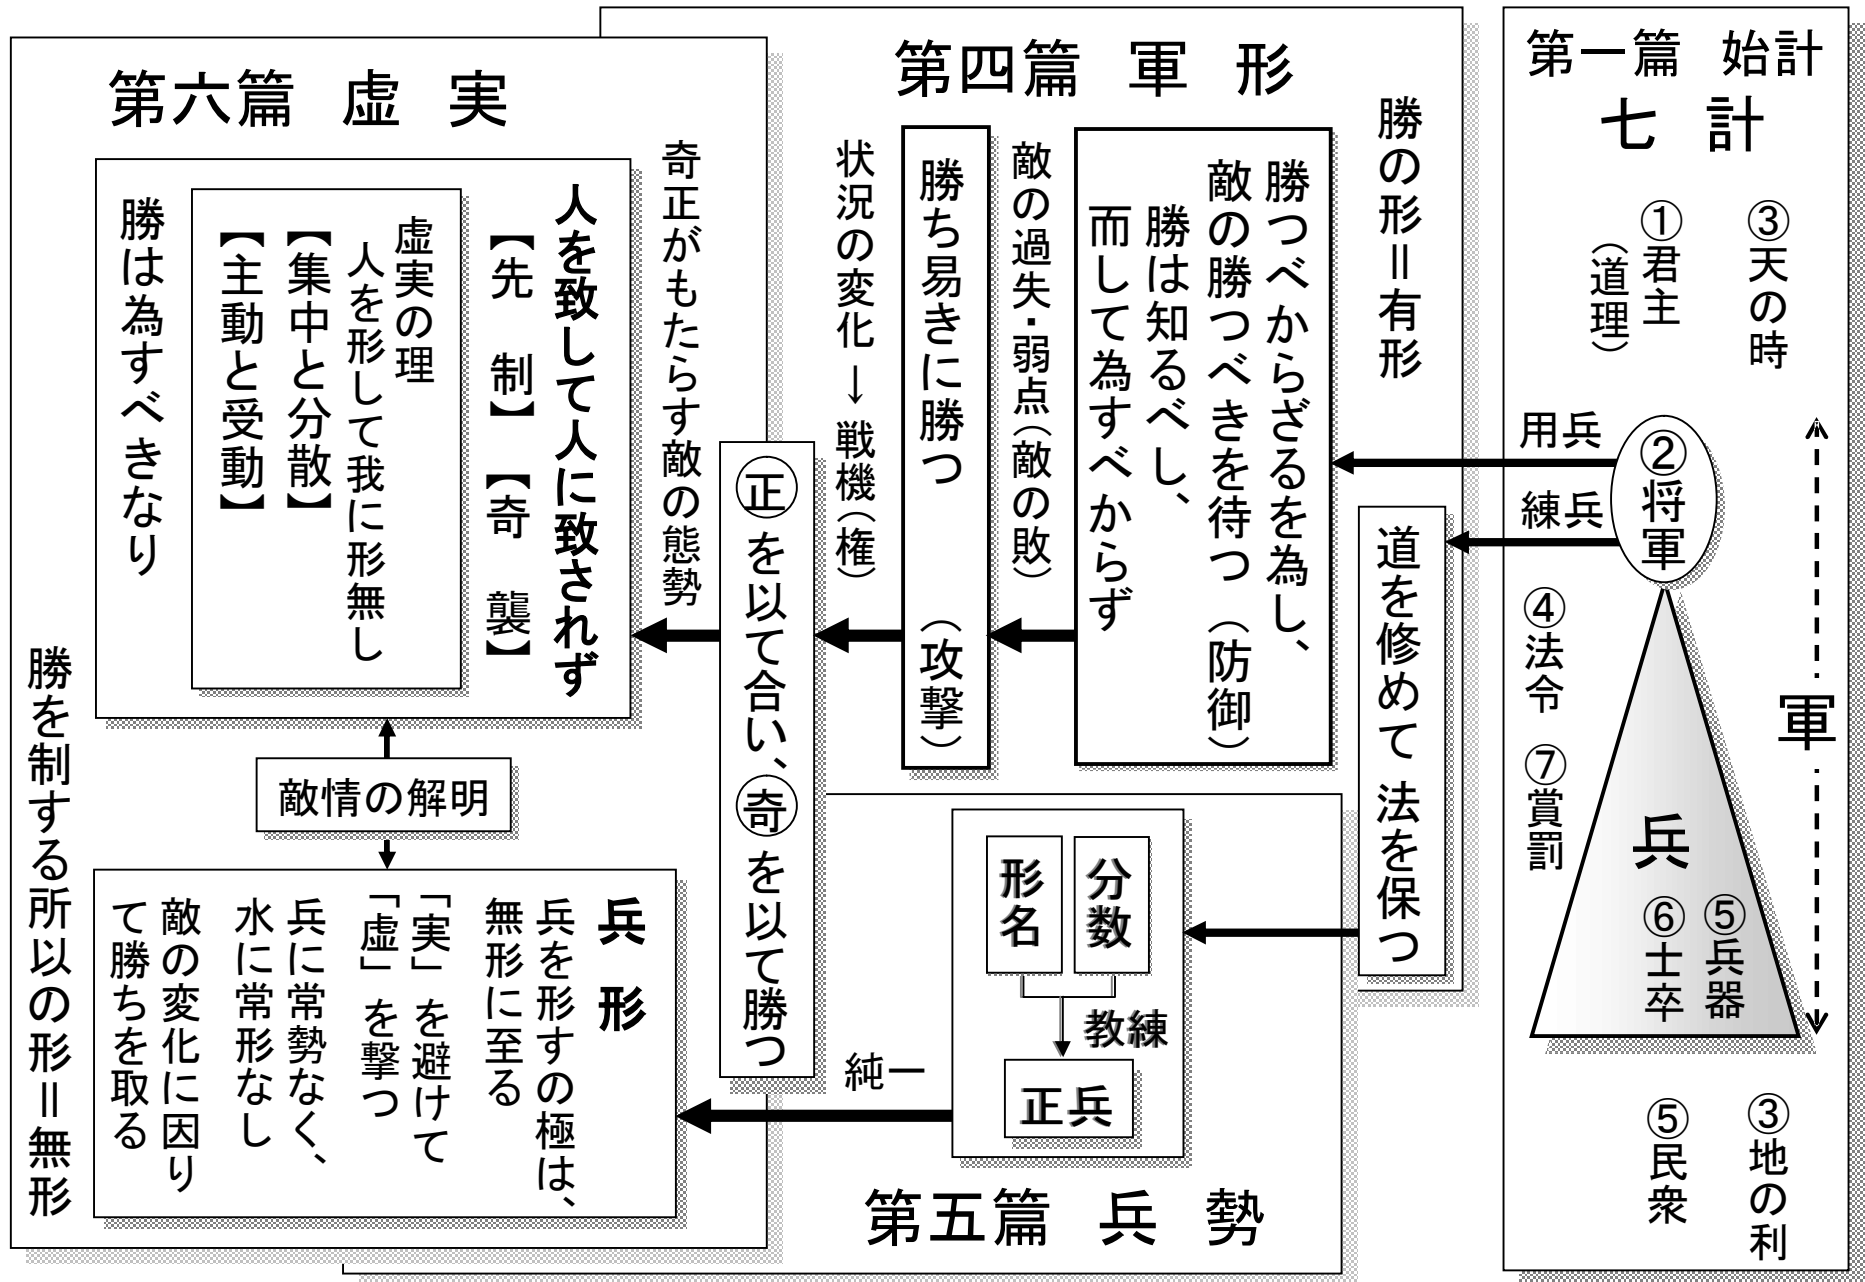 第一篇　始計
七　計
③天の時
①君主
（道理）
用兵
練兵
②将軍
④法令　⑦賞罰
軍
兵
⑤兵器
⑥士卒
③地の利
⑤民衆
第四篇　軍　形
勝の形＝有形
勝つべからざるを為し、
敵の勝つべきを待つ（防御）
勝は知るべし、
而して為すべからず
敵の過失・弱点（敵の敗）
勝ち易きに勝つ　（攻撃）
状況の変化→戦機（権）
道を修めて 法を保つ
第五篇　兵　勢
分数
形名
教練
正兵
純一
正を以て合い、奇を以て勝つ
第六篇　虚　実
奇正がもたらす敵の態勢
人を致して人に致されず
【先　制】　【奇　襲】
虚実の理
人を形して我に形無し
【集中と分散】
【主動と受動】
勝は為すべきなり
敵情の解明
兵　形
兵を形すの極は、
無形に至る
「実」を避けて
「虚」を撃つ
兵に常勢なく、
水に常形なし
敵の変化に因り
て勝ちを取る
勝を制する所以の形＝無形